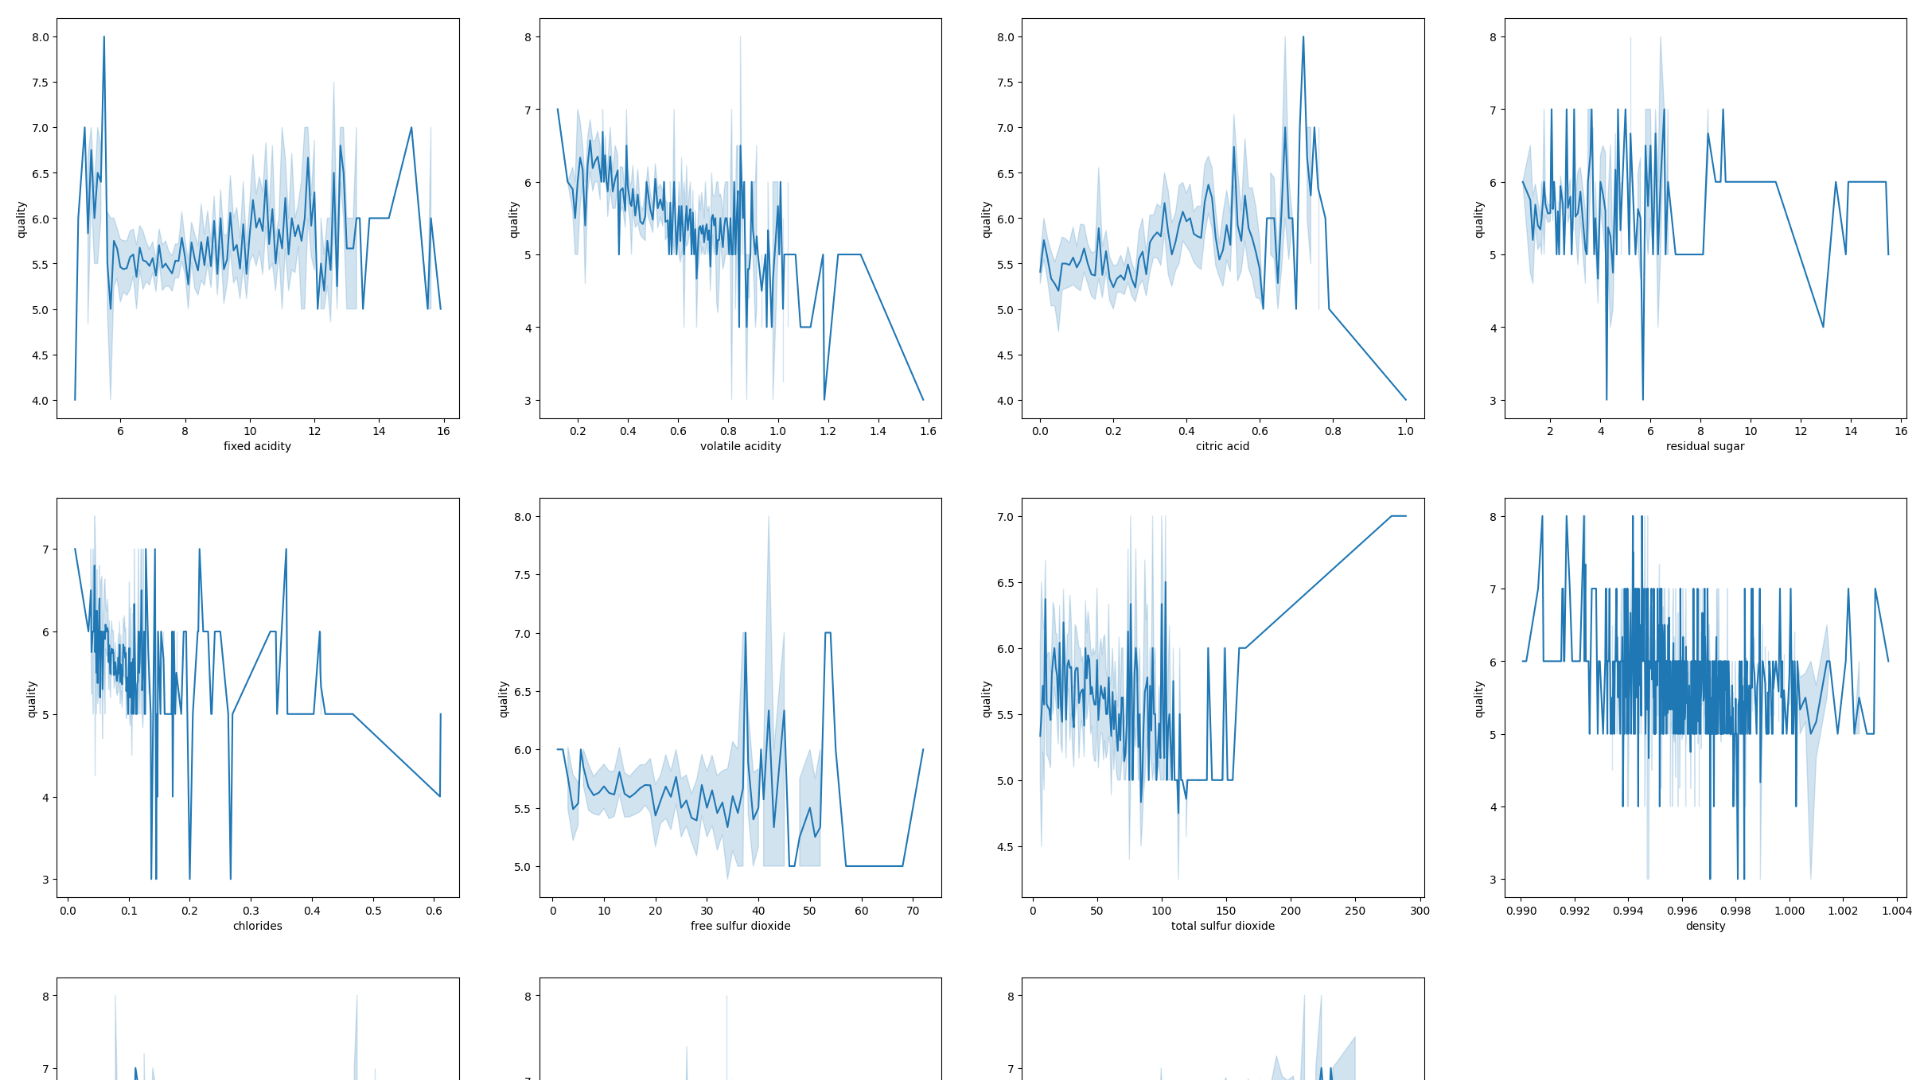 8.0
7.5
7.0
6.5
6.0
5.5
5.0
4.5
4.0
quality
6 8 10 12 14 16
fixed acidity
8
7
6
5
4
3
quality
0.2 0.4 0.6 0.8 1.0 1.2 1.4 1.6
volatile acidity
8.0
7.5
7.0
6.5
6.0
5.5
5.0
4.5
4.0
quality
0.0 0.2 0.4 0.6 0.8 1.0
citric acid
8
7
6
5
4
3
quality
2 4 6 8 10 12 14 16
residual sugar
7
6
5
4
3
quality
0.0 0.1 0.2 0.3 0.4 0.5 0.6
chlorides
8.0
7.5
7.0
6.5
6.0
5.5
5.0
quality
0 10 20 30 40 50 60 70
free sulfur dioxide
7.0
6.5
6.0
5.5
5.0
4.5
quality
0 50 100 150 200 250 300
total sulfur dioxide
8
7
6
5
4
3
quality
0.990 0.992 0.994 0.996 0.998 1.000 1.002 1.004
density
8
7
8
8
7